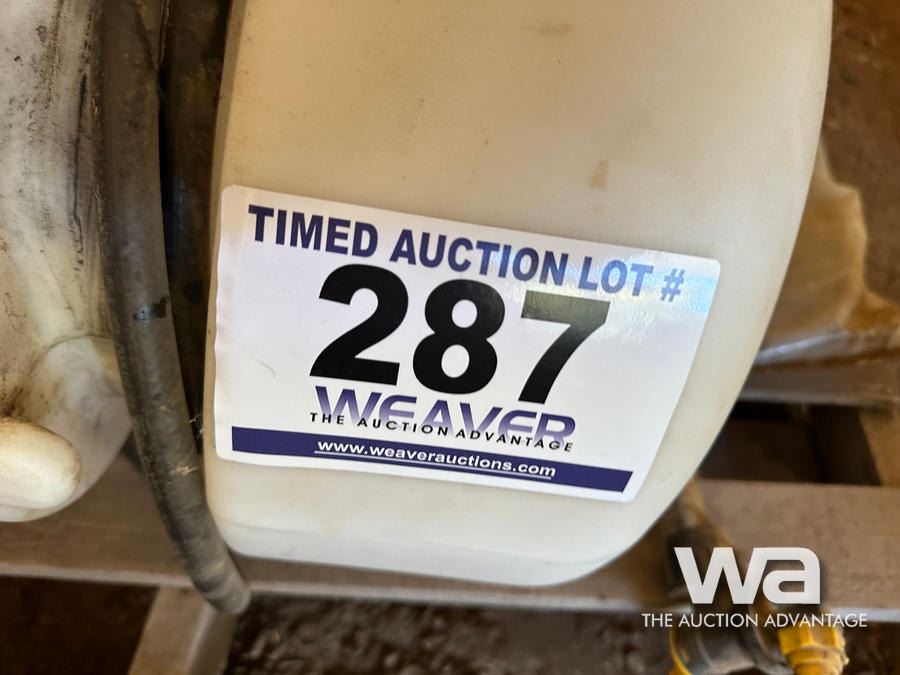 TIMED AUCTION LOT #
287
WEAVER
THE AUCTION ADVANTAGE
www.weaverauctions.com
wa
THE AUCTION ADVANTAGE